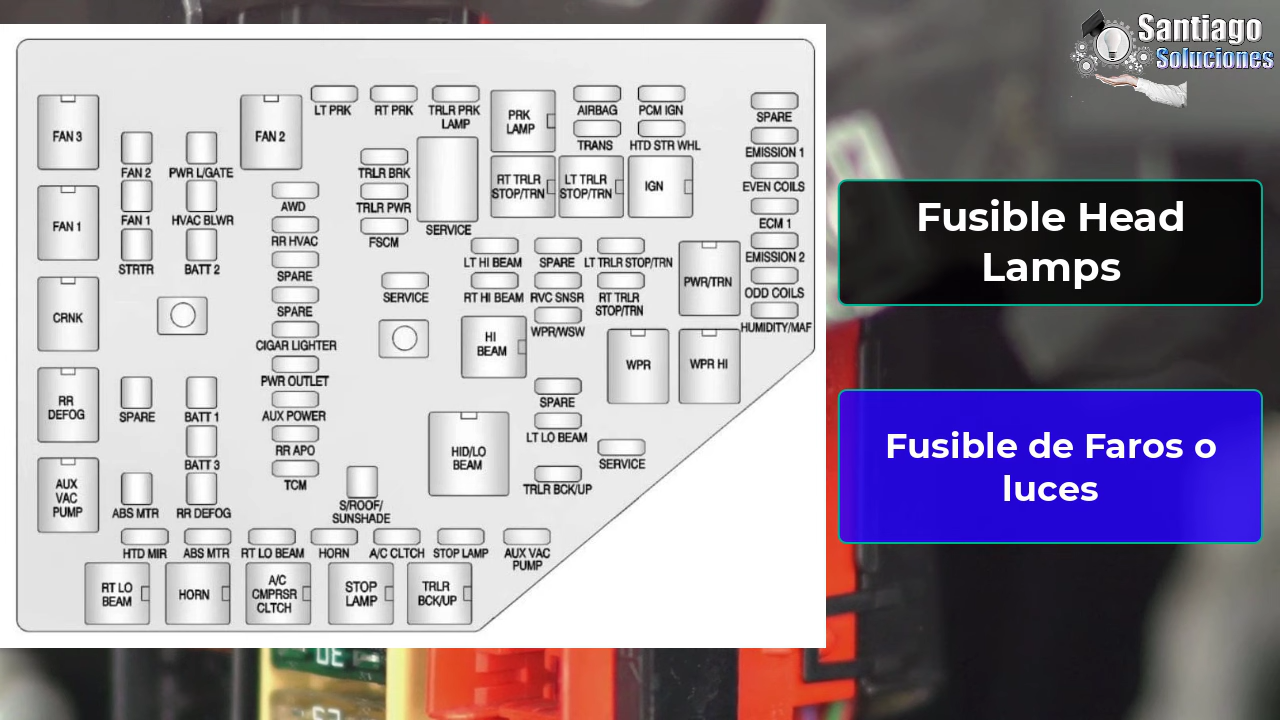 Santiago
Soluciones
LT PRK
RT PRK
TRLR PRK
LAMP
PRK
LAMP
AIRBAG
PCM IGN
SPARE
FAN 3
FAN 2
TRANS
HTD STR WHL
EMISSION 1
FAN 2
PWR L/GATE
TRLR BRK
RT TRLR
STOP/TRN
LT TRLR
STOP/TRN
IGN
EVEN COILS
FAN 1
FAN 1
HVAC BLWR
AWD
TRLR PWR
SERVICE
ECM 1
STRTR
BATT 2
RR HVAC
FSCM
LT HI BEAM
SPARE
LT TRLR STOP/TRN
EMISSION 2
SPARE
PWR/TRN
ODD COILS
CRNK
SPARE
SERVICE
RT HI BEAM
RVC SNSR
RT TRLR
STOP/TRN
HUMIDITY/MAF
CIGAR LIGHTER
HI
BEAM
WPR/WSW
WPR
WPR HI
PWR OUTLET
RR
DEFOG
SPARE
BATT 1
AUX POWER
SPARE
LT LO BEAM
RR APO
BATT 3
HID/LO
BEAM
SERVICE
AUX
VAC
PUMP
TCM
TRLR BCK/UP
ABS MTR
RR DEFOG
S/ROOF/
SUNSHADE
HTD MIR
ABS MTR
RT LO BEAM
HORN
A/C CLTCH
STOP LAMP
AUX VAC
PUMP
RT LO
BEAM
HORN
A/C
CMPRSR
CLTCH
STOP
LAMP
TRLR
BCK/UP
Fusible Head
Lamps
Fusible de Faros o
luces